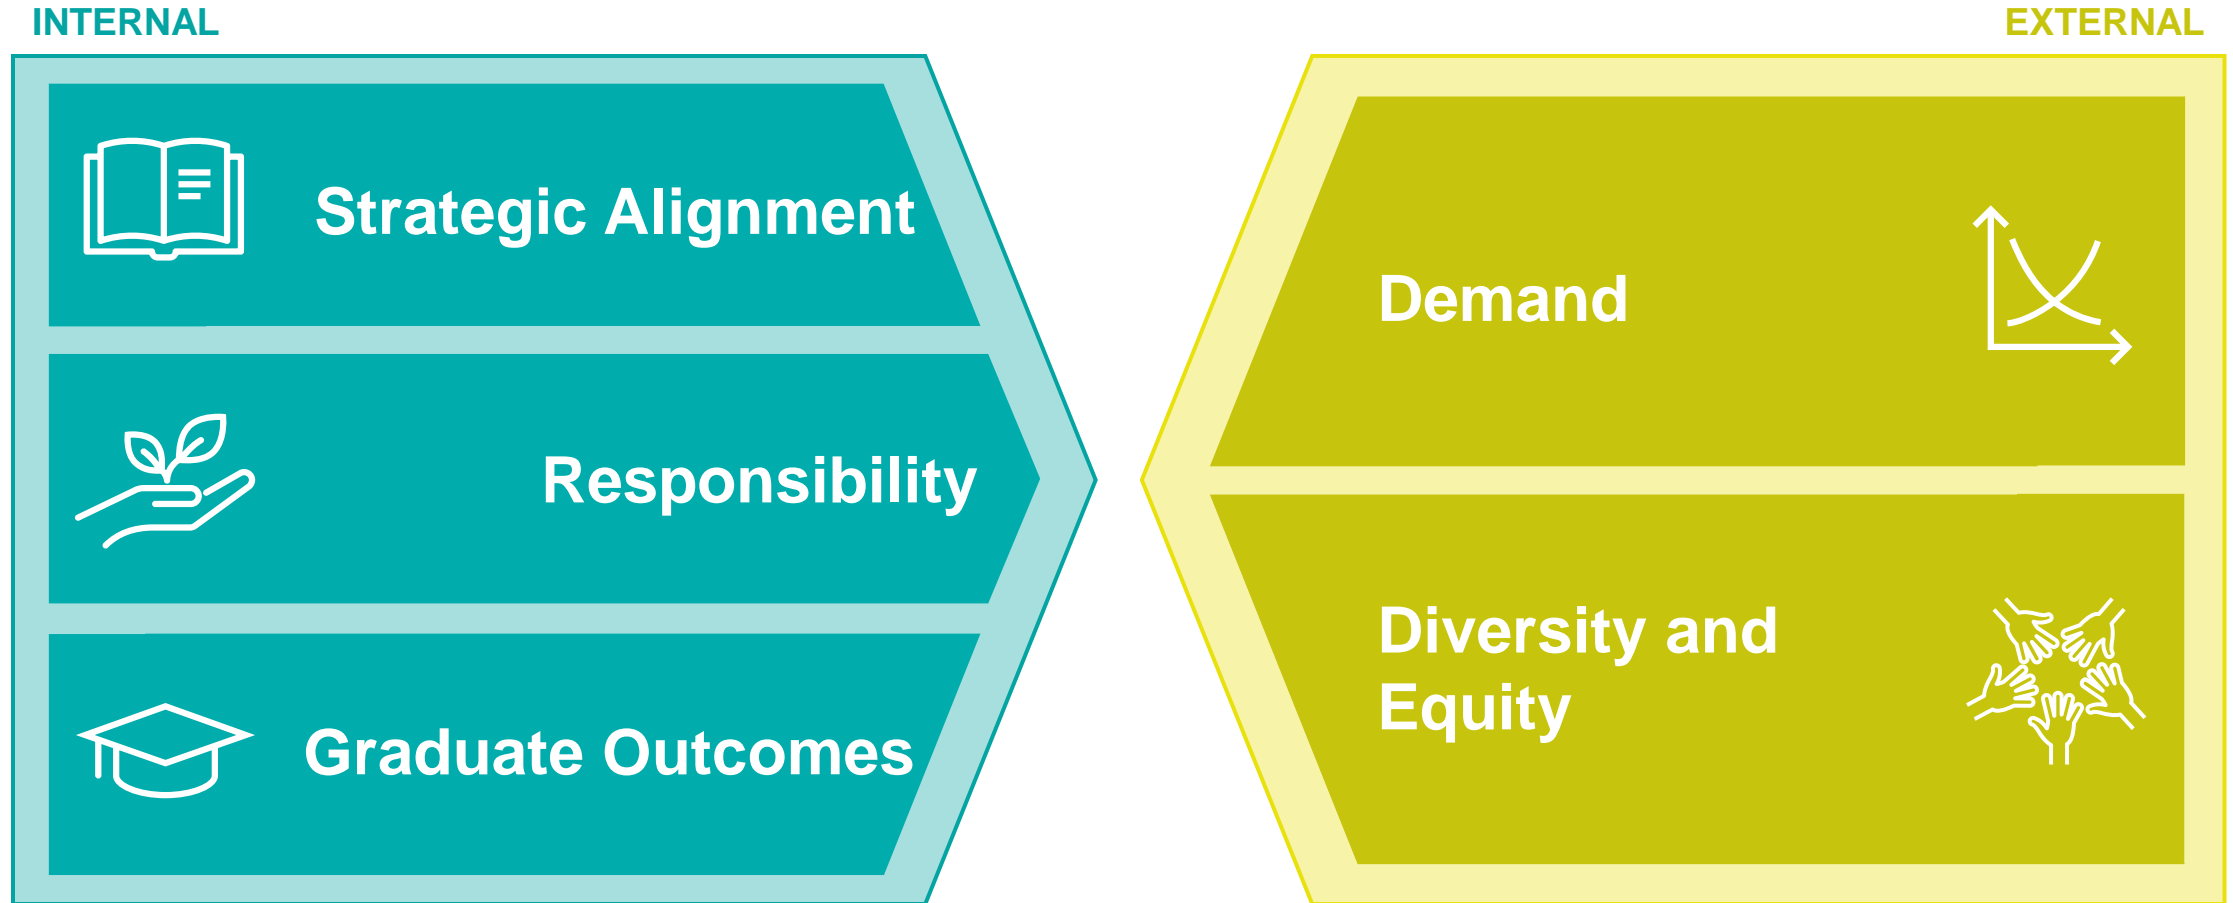 INTERNAL
Strategic Alignment
Responsibility
Graduate Outcomes
EXTERNAL
Demand
Diversity and
Equity